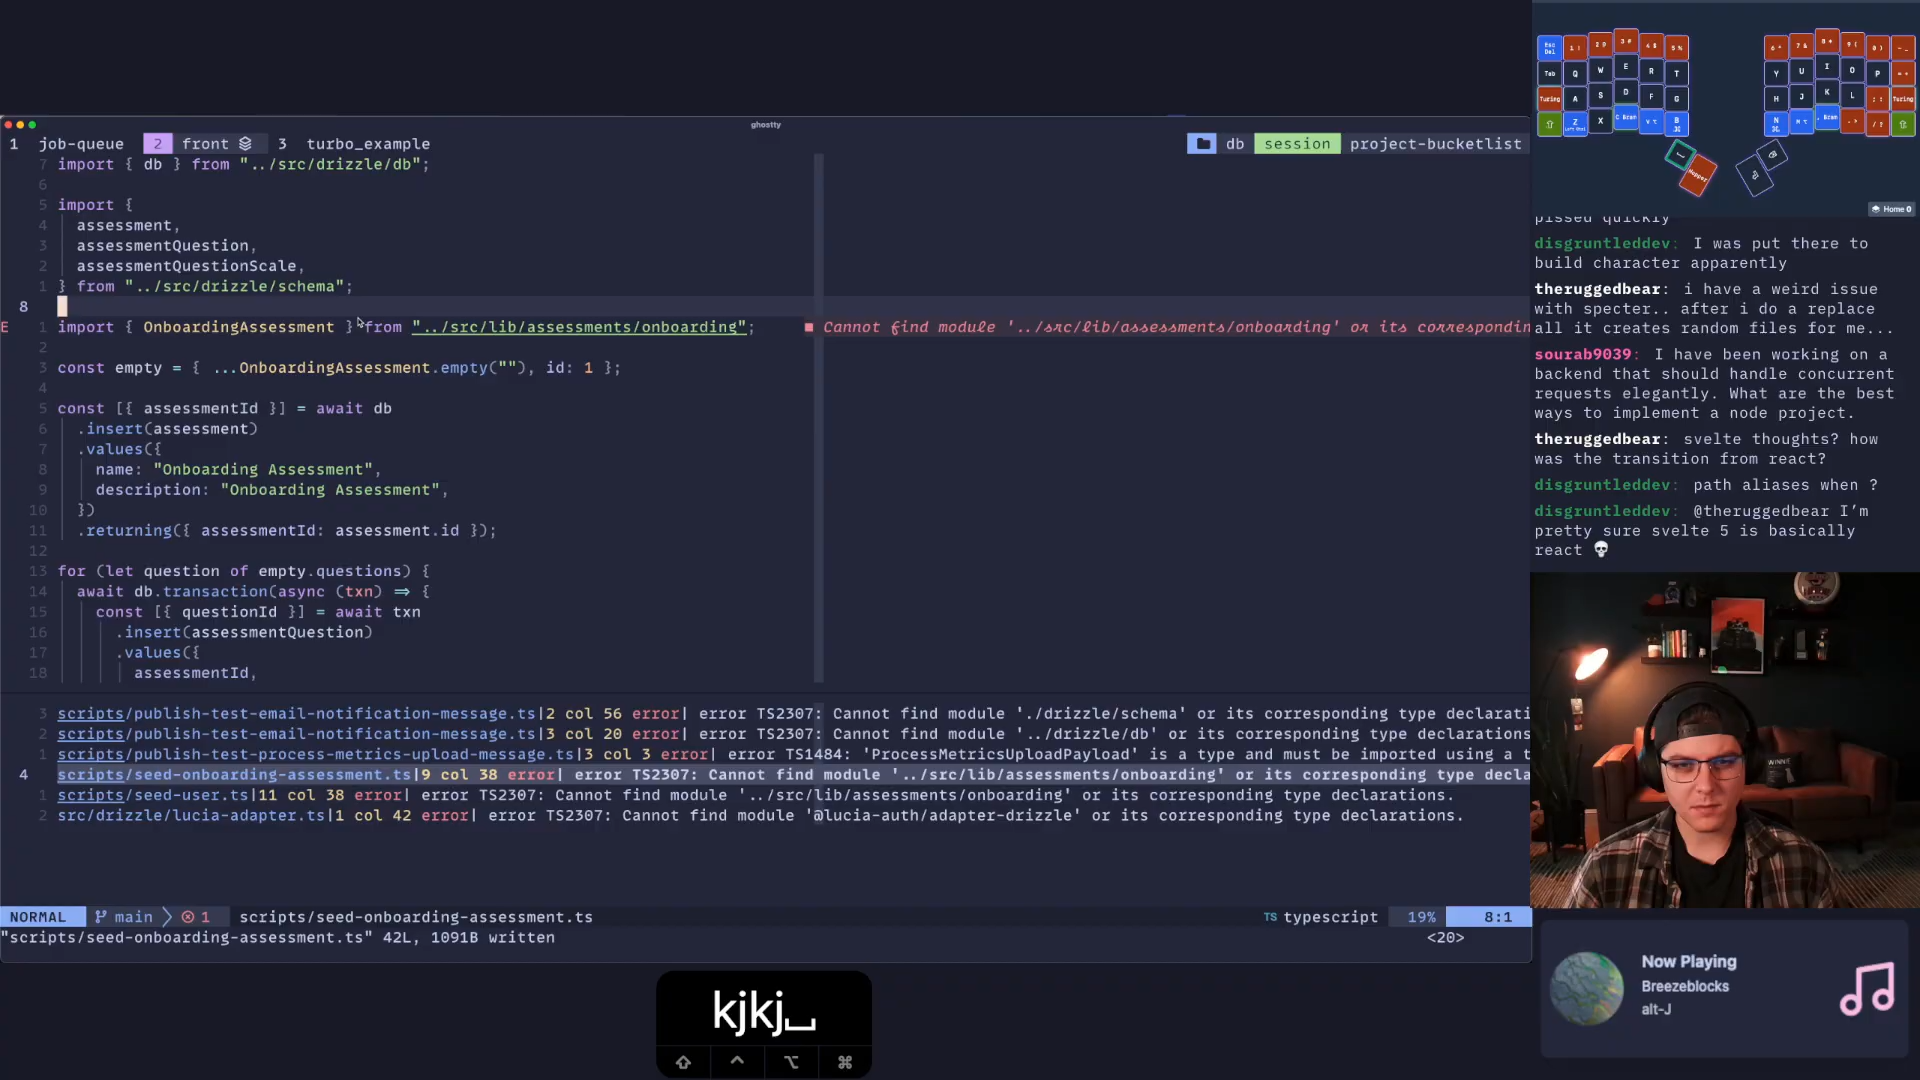 ghostty
1 job-queue 2 front 3 turbo_example db session project-bucketlist
7 import { db } from "../src/drizzle/db";
6
5 import {
4 assessment,
3 assessmentQuestion,
2 assessmentQuestionScale,
1 } from "../src/drizzle/schema";
8
E 1 import { OnboardingAssessment } from "../src/lib/assessments/onboarding"; ■ Cannot find module '../src/lib/assessments/onboarding' or its correspondin
2
3 const empty = { ...OnboardingAssessment.empty(""), id: 1 };
4
5 const [{ assessmentId }] = await db
6 .insert(assessment)
7 .values({
8 name: "Onboarding Assessment",
9 description: "Onboarding Assessment",
10 })
11 .returning({ assessmentId: assessment.id });
12
13 for (let question of empty.questions) {
14 await db.transaction(async (txn) => {
15 const [{ questionId }] = await txn
16 .insert(assessmentQuestion)
17 .values({
18 assessmentId,
3 scripts/publish-test-email-notification-message.ts|2 col 56 error| error TS2307: Cannot find module './drizzle/schema' or its corresponding type declarati
2 scripts/publish-test-email-notification-message.ts|3 col 20 error| error TS2307: Cannot find module '../drizzle/db' or its corresponding type declarations
1 scripts/publish-test-process-metrics-upload-message.ts|3 col 3 error| error TS1484: 'ProcessMetricsUploadPayload' is a type and must be imported using a t
4 scripts/seed-onboarding-assessment.ts|9 col 38 error| error TS2307: Cannot find module '../src/lib/assessments/onboarding' or its corresponding type decla
1 scripts/seed-user.ts|11 col 38 error| error TS2307: Cannot find module '../src/lib/assessments/onboarding' or its corresponding type declarations.
2 src/drizzle/lucia-adapter.ts|1 col 42 error| error TS2307: Cannot find module '@lucia-auth/adapter-drizzle' or its corresponding type declarations.
NORMAL main 1 scripts/seed-onboarding-assessment.ts TS typescript 19% 8:1
"scripts/seed-onboarding-assessment.ts" 42L, 1091B written <20>
kjkj␣
Esc Del
Tab Q W E R T
Turing A S D F G
Z X B
Y U I O P
H J K L Turing
N
Hopper
Home 0
pissed quickly
disgruntleddev: I was put there to
build character apparently
theruggedbear: i have a weird issue
with specter.. after i do a replace
all it creates random files for me...
sourab9039: I have been working on a
backend that should handle concurrent
requests elegantly. What are the best
ways to implement a node project.
theruggedbear: svelte thoughts? how
was the transition from react?
disgruntleddev: path aliases when ?
disgruntleddev: @theruggedbear I'm
pretty sure svelte 5 is basically
react 💀
WINNIE
Now Playing
Breezeblocks
alt-J